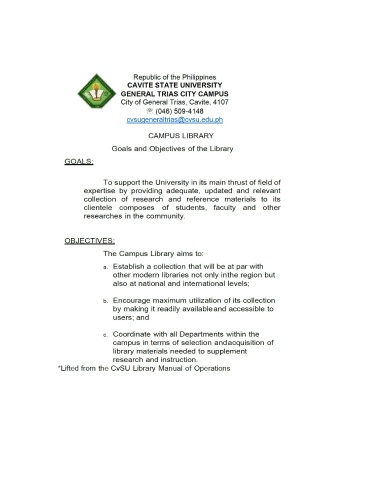 Republic of the Philippines
CAVITE STATE UNIVERSITY
GENERAL TRIAS CITY CAMPUS
City of General Trias, Cavite, 4107
☏ (046) 509-4148
cvsugeneraltrias@cvsu.edu.ph
CAMPUS LIBRARY
Goals and Objectives of the Library
GOALS:
To support the University in its main thrust of field of
expertise by providing adequate, updated and relevant
collection of research and reference materials to its
clientele composes of students, faculty and other
researches in the community.
OBJECTIVES:
The Campus Library aims to:
a. Establish a collection that will be at par with
other modern libraries not only inthe region but
also at national and international levels;
b. Encourage maximum utilization of its collection
by making it readily availableand accessible to
users; and
c. Coordinate with all Departments within the
campus in terms of selection andacquisition of
library materials needed to supplement
research and instruction.
*Lifted from the CvSU Library Manual of Operations